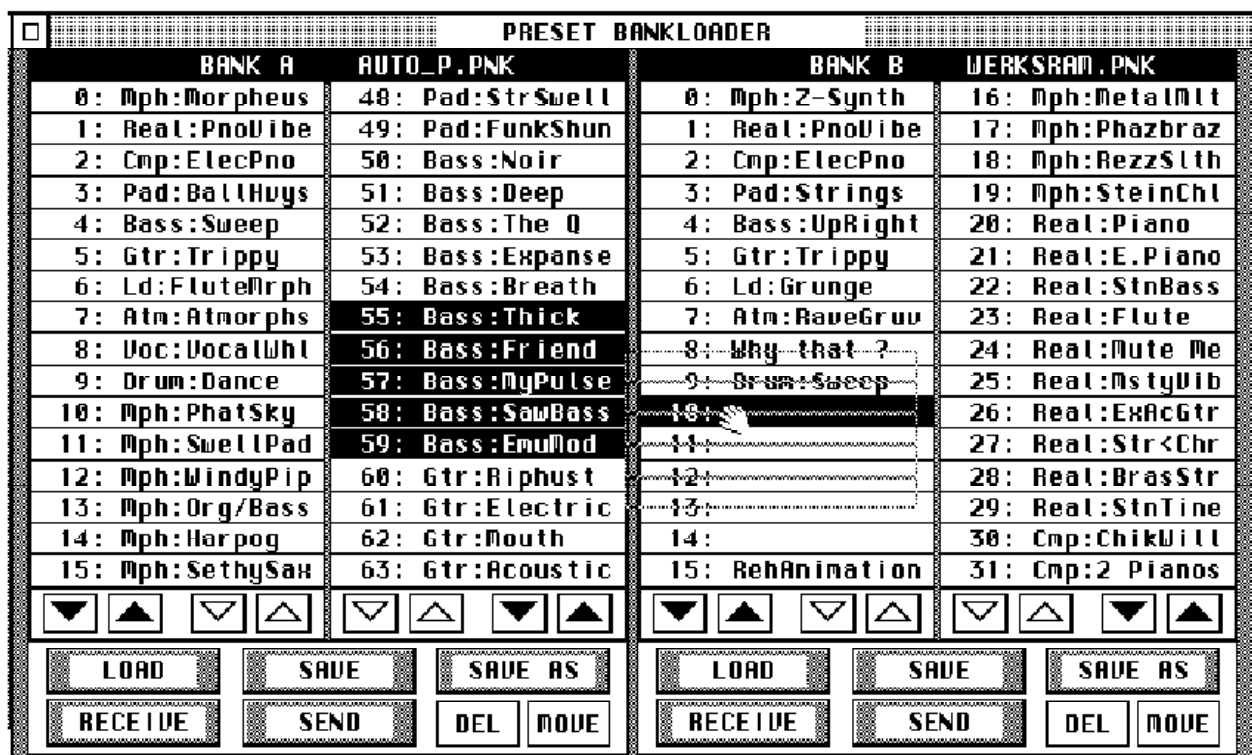 PRESET BANKLOADER
BANK A AUTO_P.PNK BANK B WERKSRAM.PNK
0: Mph:Morpheus 48: Pad:StrSwell 0: Mph:Z-Synth 16: Mph:MetalMlt
1: Real:PnoVibe 49: Pad:FunkShun 1: Real:PnoVibe 17: Mph:Phazbraz
2: Cmp:ElecPno 50: Bass:Noir 2: Cmp:ElecPno 18: Mph:RezzSlth
3: Pad:BallHvys 51: Bass:Deep 3: Pad:Strings 19: Mph:SteinChl
4: Bass:Sweep 52: Bass:The Q 4: Bass:UpRight 20: Real:Piano
5: Gtr:Trippy 53: Bass:Expanse 5: Gtr:Trippy 21: Real:E.Piano
6: Ld:FluteMrph 54: Bass:Breath 6: Ld:Grunge 22: Real:StnBass
7: Atm:Atmorphs 55: Bass:Thick 7: Atm:RaveGruv 23: Real:Flute
8: Voc:VocalWhl 56: Bass:Friend 8: Why that ? 24: Real:Mute Me
9: Drum:Dance 57: Bass:MyPulse 9: Drum:Sweep 25: Real:MstyVib
10: Mph:PhatSky 58: Bass:SawBass 10: 26: Real:ExAcGtr
11: Mph:SwellPad 59: Bass:EmuMod 11: 27: Real:Str<Chr
12: Mph:WindyPip 60: Gtr:Riphust 12: 28: Real:BrasStr
13: Mph:Org/Bass 61: Gtr:Electric 13: 29: Real:StnTine
14: Mph:Harpog 62: Gtr:Mouth 14: 30: Cmp:ChikWill
15: Mph:SethySax 63: Gtr:Acoustic 15: RehAnimation 31: Cmp:2 Pianos
LOAD SAVE SAVE AS LOAD SAVE SAVE AS
RECEIVE SEND DEL MOVE RECEIVE SEND DEL MOVE